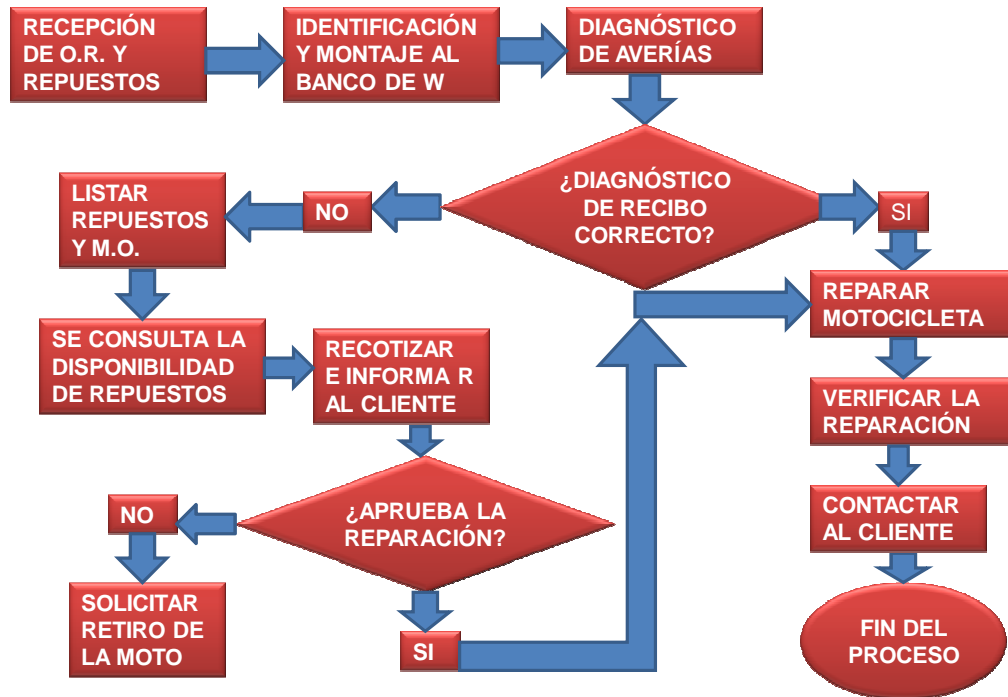 RECEPCIÓN
DE O.R. Y
REPUESTOS
IDENTIFICACIÓN
Y MONTAJE AL
BANCO DE W
DIAGNÓSTICO
DE AVERÍAS
¿DIAGNÓSTICO
DE RECIBO
CORRECTO?
NO
SI
LISTAR
REPUESTOS
Y M.O.
SE CONSULTA LA
DISPONIBILIDAD
DE REPUESTOS
RECOTIZAR
E INFORMA R
AL CLIENTE
¿APRUEBA LA
REPARACIÓN?
NO
SOLICITAR
RETIRO DE
LA MOTO
SI
REPARAR
MOTOCICLETA
VERIFICAR LA
REPARACIÓN
CONTACTAR
AL CLIENTE
FIN DEL
PROCESO